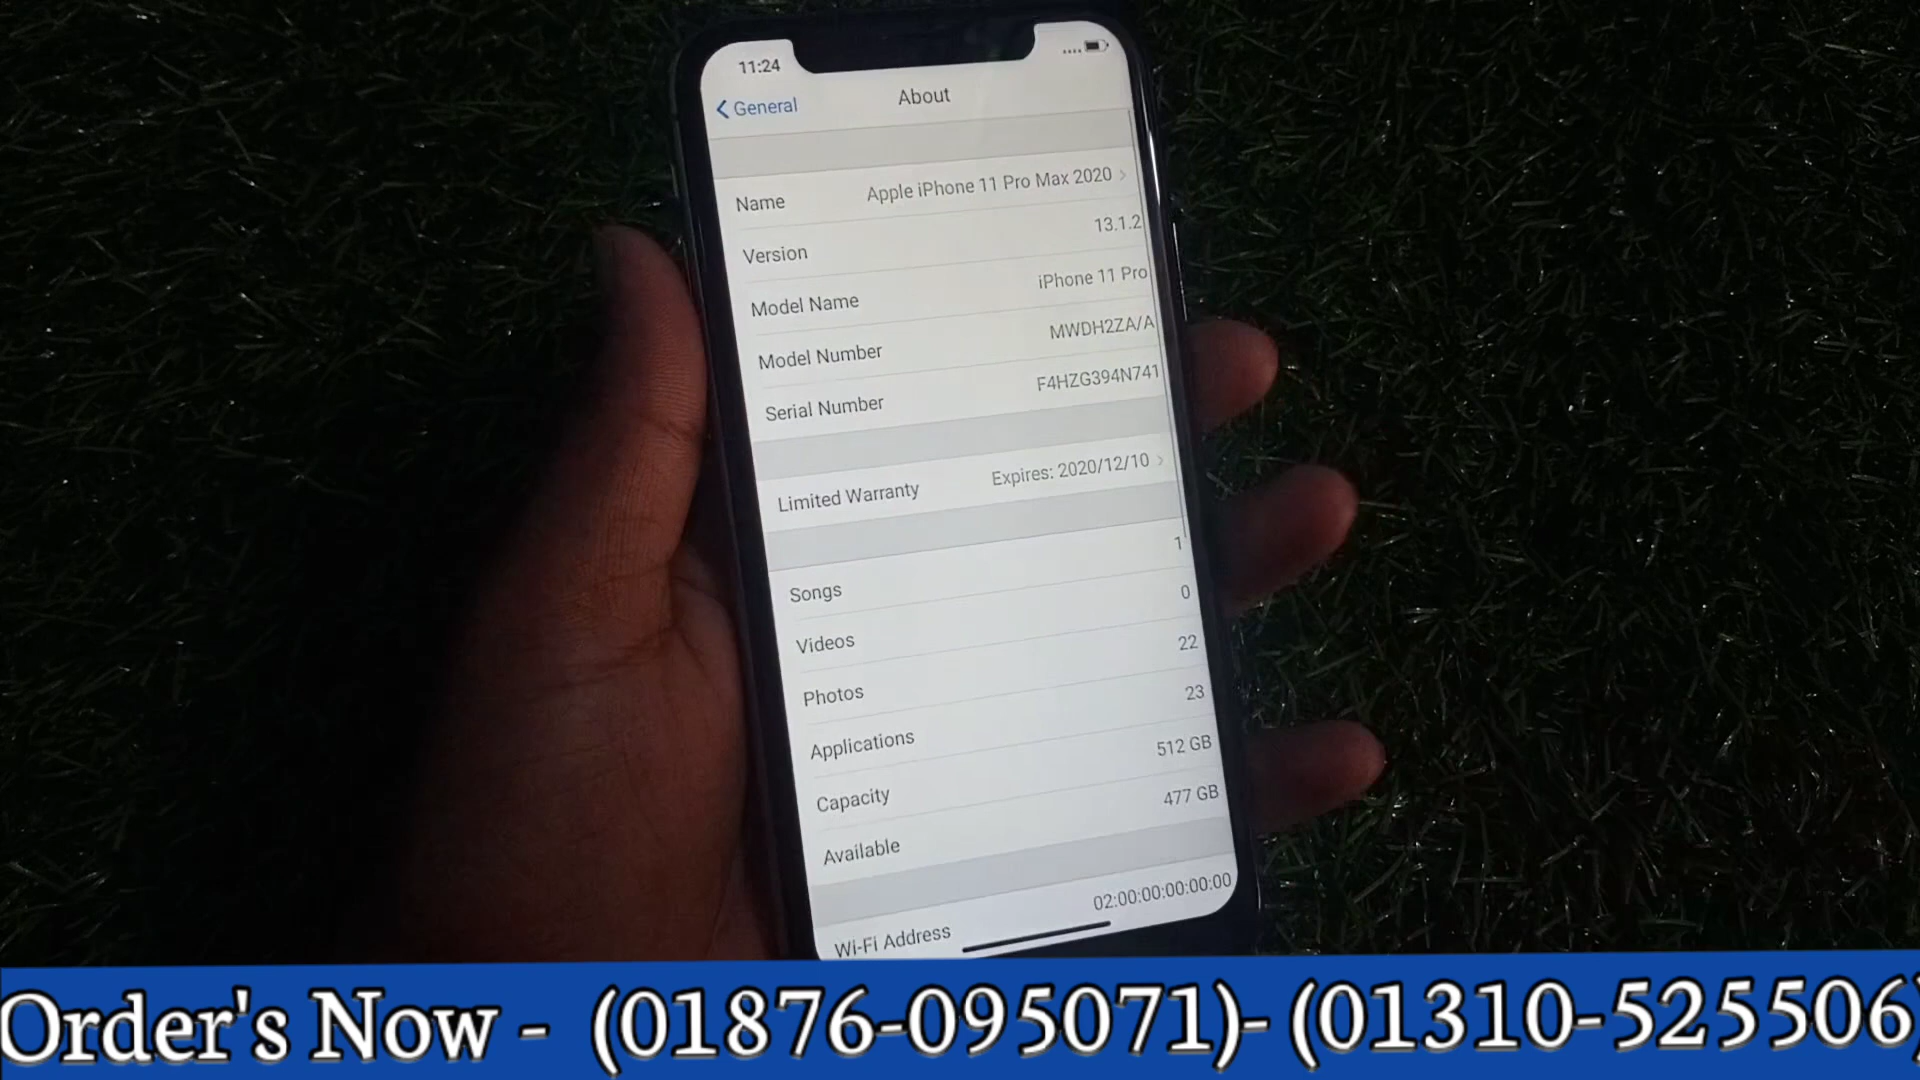 11:24
General
About
Name Apple iPhone 11 Pro Max 2020
Version 13.1.2
Model Name iPhone 11 Pro
Model Number MWDH2ZA/A
Serial Number F4HZG394N741
Limited Warranty Expires: 2020/12/10
Songs 1
Videos 0
Photos 22
Applications 23
Capacity 512 GB
Available 477 GB
Wi-Fi Address 02:00:00:00:00:00
Order's Now - (01876-095071)- (01310-525506)